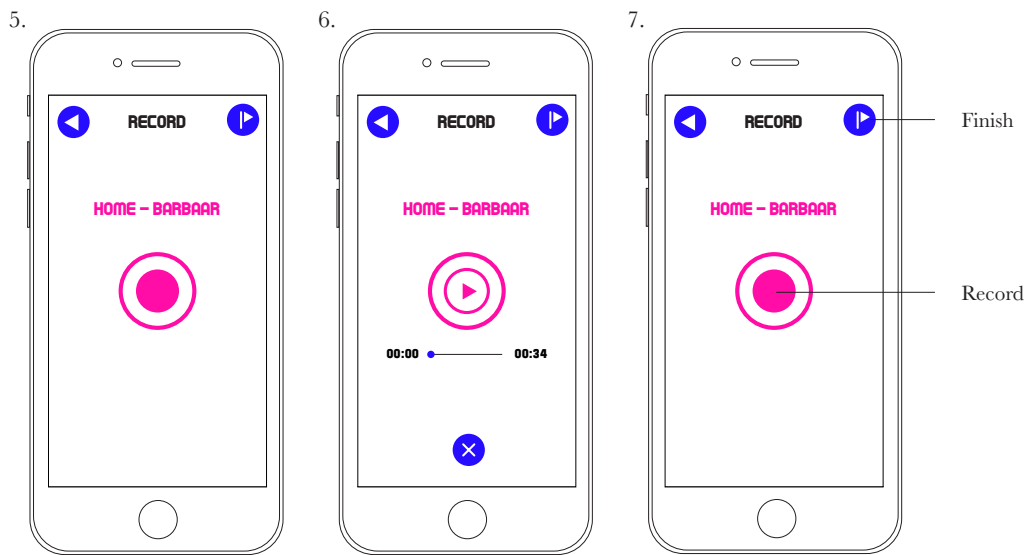 5.
RECORD
HOME – BARBAAR
6.
RECORD
HOME – BARBAAR
00:00 00:34
7.
RECORD
HOME – BARBAAR
Finish
Record